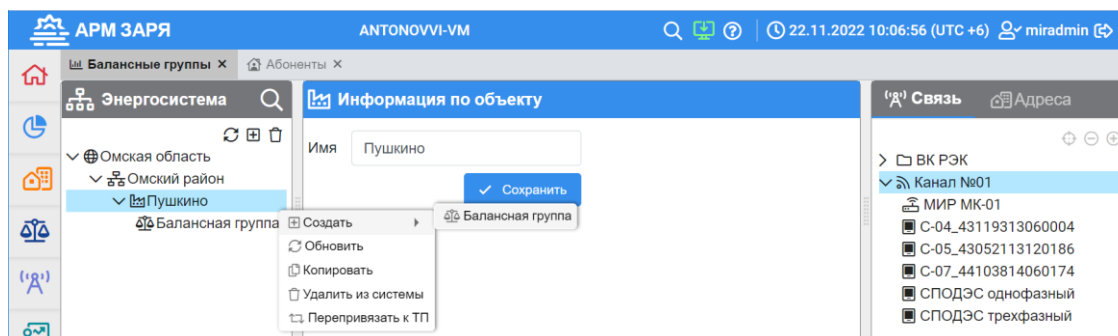 АРМ ЗАРЯ
ANTONOVVI-VM
22.11.2022 10:06:56 (UTC +6) miradmin
Балансные группы × Абоненты ×
Энергосистема
Омская область
Омский район
Пушкино
Балансная группа
Создать
Обновить
Копировать
Удалить из системы
Перепривязать к ТП
Балансная группа
Информация по объекту
Имя Пушкино
Сохранить
Связь Адреса
ВК РЭК
Канал №01
МИР МК-01
С-04_43119313060004
С-05_43052113120186
С-07_44103814060174
СПОДЭС однофазный
СПОДЭС трехфазный